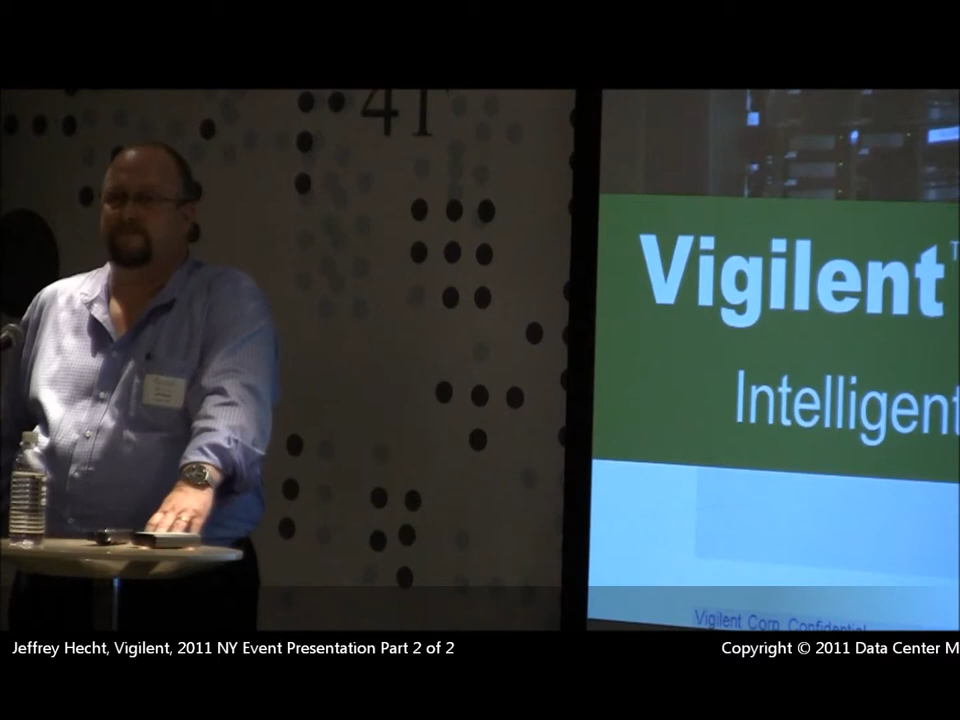 41
Vigilent
Intelligent
Vigilent Corp Confidential
Jeffrey Hecht, Vigilent, 2011 NY Event Presentation Part 2 of 2
Copyright © 2011 Data Center M